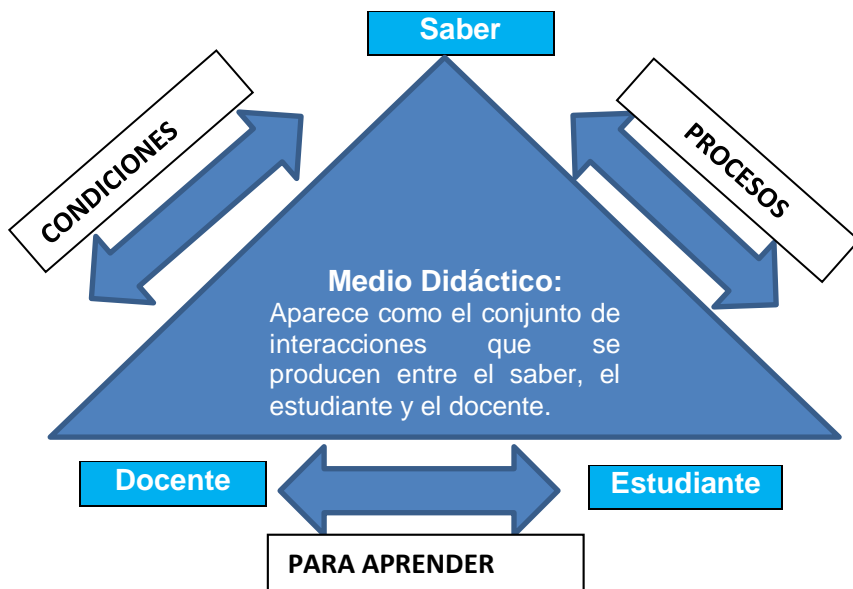 Saber
CONDICIONES
PROCESOS
Medio Didáctico:
Aparece como el conjunto de
interacciones que se
producen entre el saber, el
estudiante y el docente.
Docente
Estudiante
PARA APRENDER